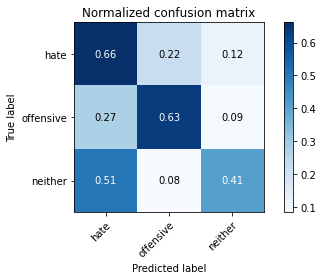 Normalized confusion matrix
True label
hate
0.66 0.22 0.12
offensive
0.27 0.63 0.09
neither
0.51 0.08 0.41
hate
offensive
neither
Predicted label
0.6
0.5
0.4
0.3
0.2
0.1